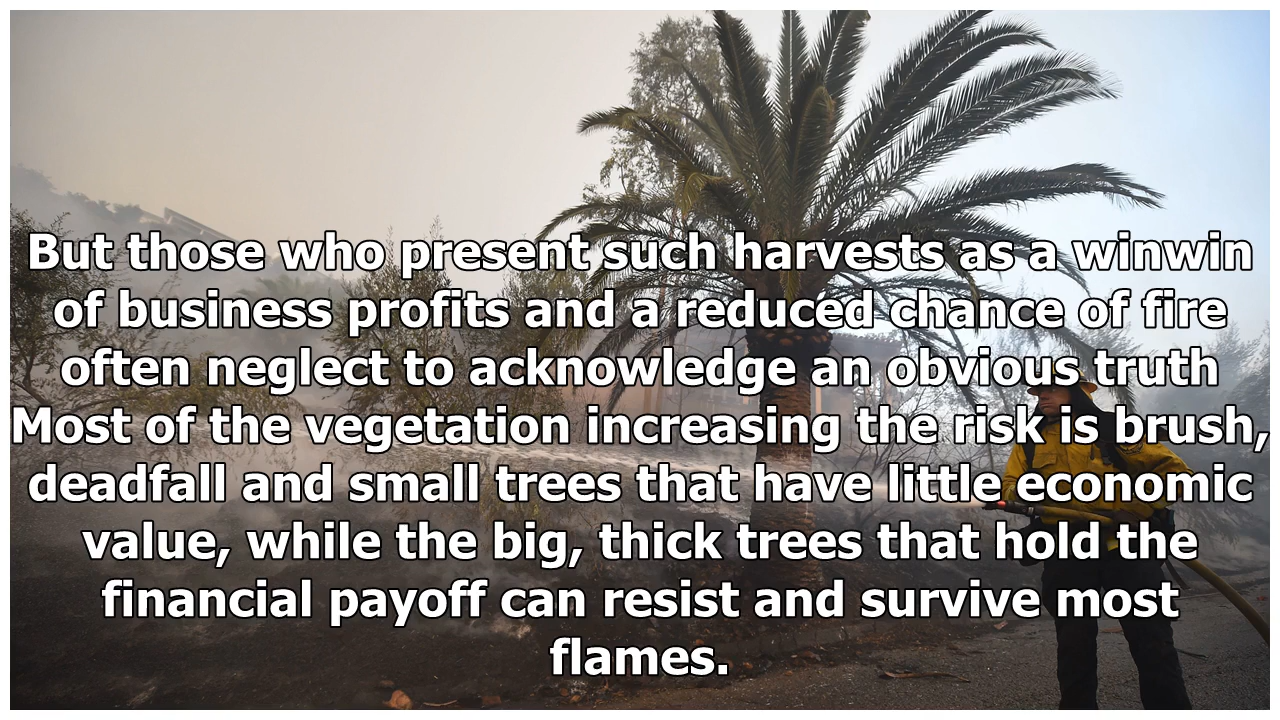 But those who present such harvests as a winwin
of business profits and a reduced chance of fire
often neglect to acknowledge an obvious truth
Most of the vegetation increasing the risk is brush,
deadfall and small trees that have little economic
value, while the big, thick trees that hold the
financial payoff can resist and survive most
flames.